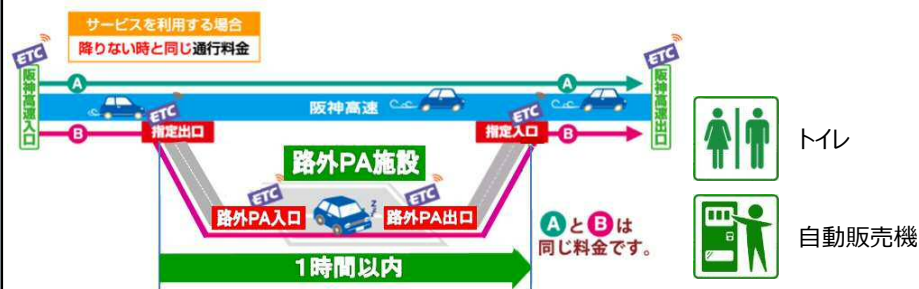 サービスを利用する場合
降りない時と同じ通行料金
ETC
阪神高速入口
A
A
ETC
阪神高速出口
阪神高速
B
ETC
指定出口
ETC
指定入口
B
路外PA施設
ETC
路外PA入口
zzz
ETC
路外PA出口
AとBは
同じ料金です。
1時間以内
トイレ
自動販売機